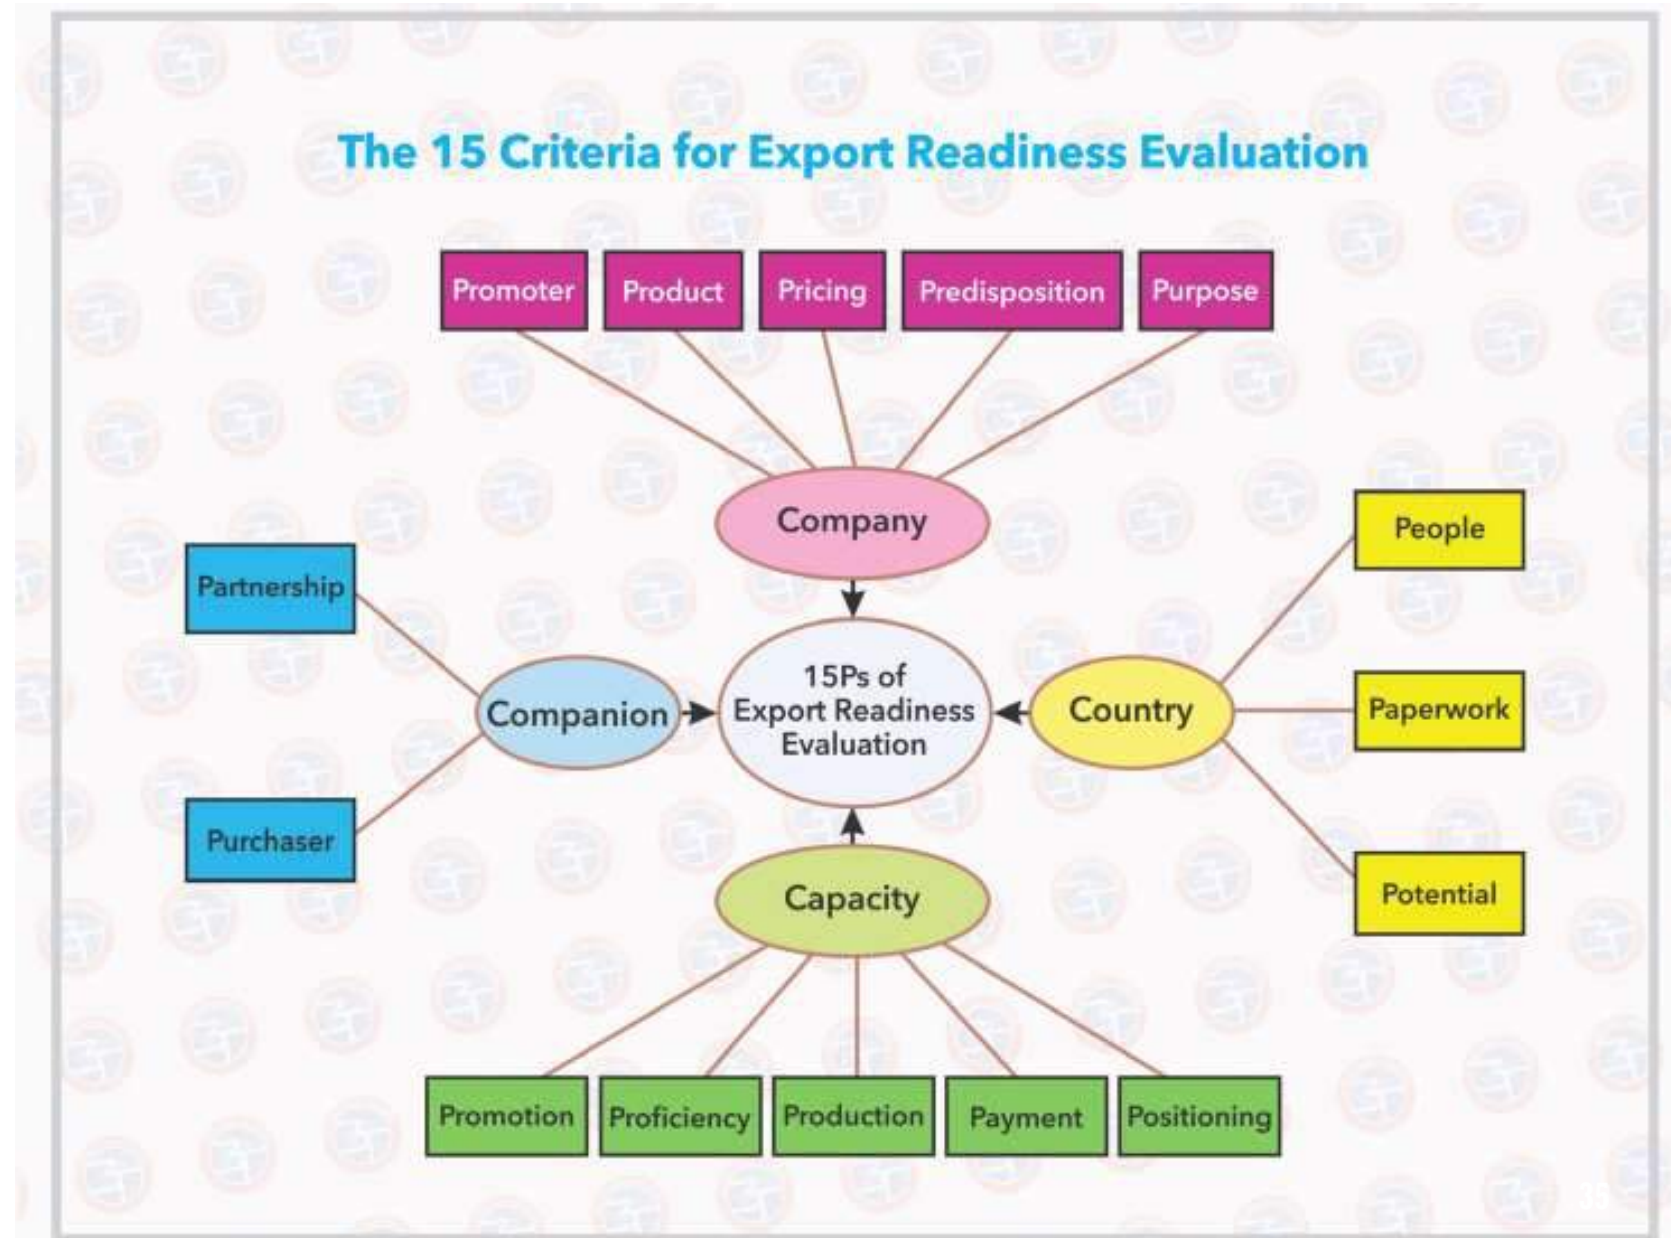 The 15 Criteria for Export Readiness Evaluation
Promoter
Product
Pricing
Predisposition
Purpose
Company
People
Partnership
15Ps of
Export Readiness
Evaluation
Companion
Country
Paperwork
Purchaser
Capacity
Potential
Promotion
Proficiency
Production
Payment
Positioning
35